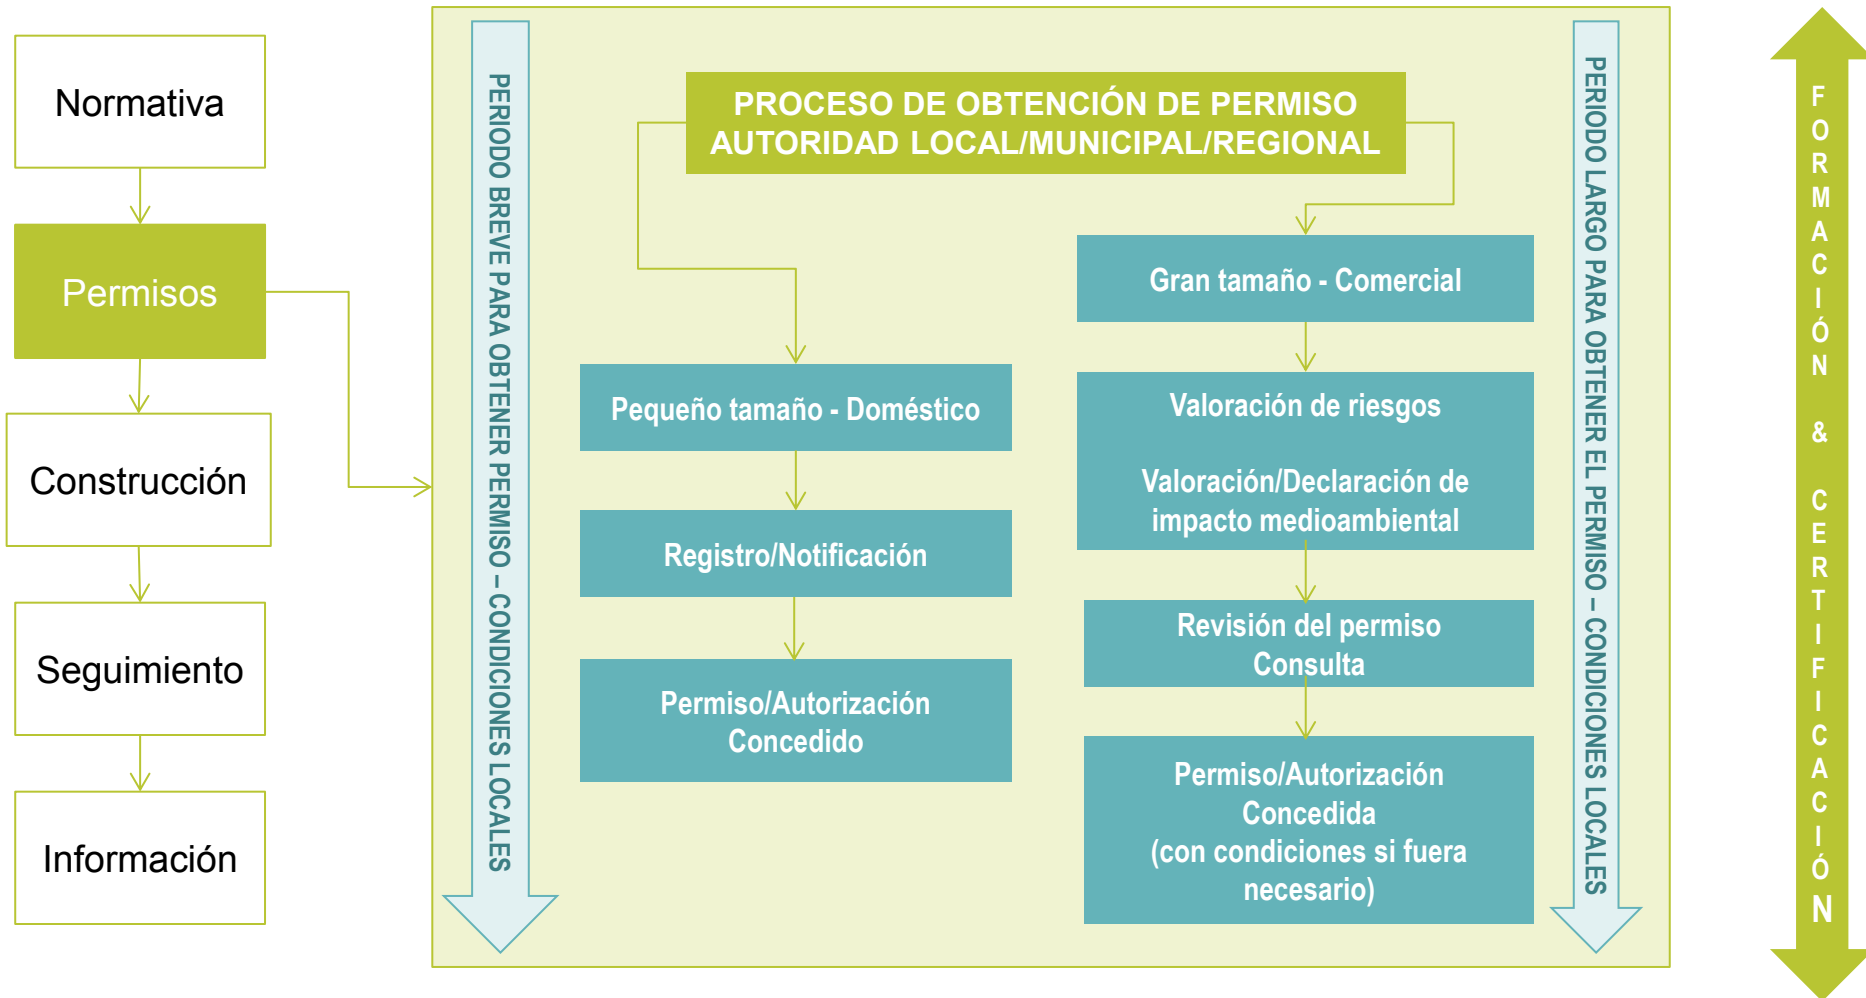 Normativa
Permisos
Construcción
Seguimiento
Información
PERIODO BREVE PARA OBTENER PERMISO – CONDICIONES LOCALES
PROCESO DE OBTENCIÓN DE PERMISO
AUTORIDAD LOCAL/MUNICIPAL/REGIONAL
Pequeño tamaño - Doméstico
Registro/Notificación
Permiso/Autorización
Concedido
Gran tamaño - Comercial
Valoración de riesgos
Valoración/Declaración de
impacto medioambiental
Revisión del permiso
Consulta
Permiso/Autorización
Concedida
(con condiciones si fuera
necesario)
PERIODO LARGO PARA OBTENER EL PERMISO – CONDICIONES LOCALES
FORMACIÓN & CERTIFICACIÓN